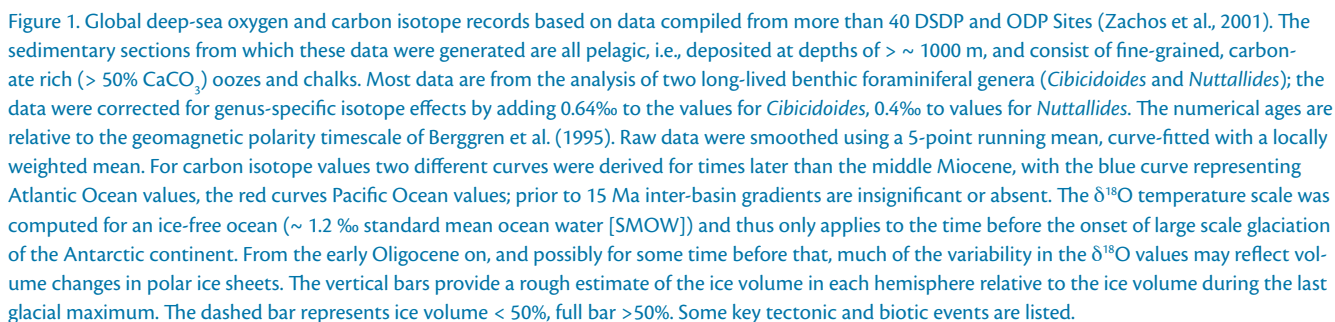 Figure 1. Global deep-sea oxygen and carbon isotope records based on data compiled from more than 40 DSDP and ODP Sites (Zachos et al., 2001). The
sedimentary sections from which these data were generated are all pelagic, i.e., deposited at depths of > ~ 1000 m, and consist of fine-grained, carbon-
ate rich (> 50% CaCO₃) oozes and chalks. Most data are from the analysis of two long-lived benthic foraminiferal genera (Cibicidoides and Nuttallides); the
data were corrected for genus-specific isotope effects by adding 0.64‰ to the values for Cibicidoides, 0.4‰ to values for Nuttallides. The numerical ages are
relative to the geomagnetic polarity timescale of Berggren et al. (1995). Raw data were smoothed using a 5-point running mean, curve-fitted with a locally
weighted mean. For carbon isotope values two different curves were derived for times later than the middle Miocene, with the blue curve representing
Atlantic Ocean values, the red curves Pacific Ocean values; prior to 15 Ma inter-basin gradients are insignificant or absent. The δ¹⁸O temperature scale was
computed for an ice-free ocean (~ 1.2 ‰ standard mean ocean water [SMOW]) and thus only applies to the time before the onset of large scale glaciation
of the Antarctic continent. From the early Oligocene on, and possibly for some time before that, much of the variability in the δ¹⁸O values may reflect vol-
ume changes in polar ice sheets. The vertical bars provide a rough estimate of the ice volume in each hemisphere relative to the ice volume during the last
glacial maximum. The dashed bar represents ice volume < 50%, full bar >50%. Some key tectonic and biotic events are listed.